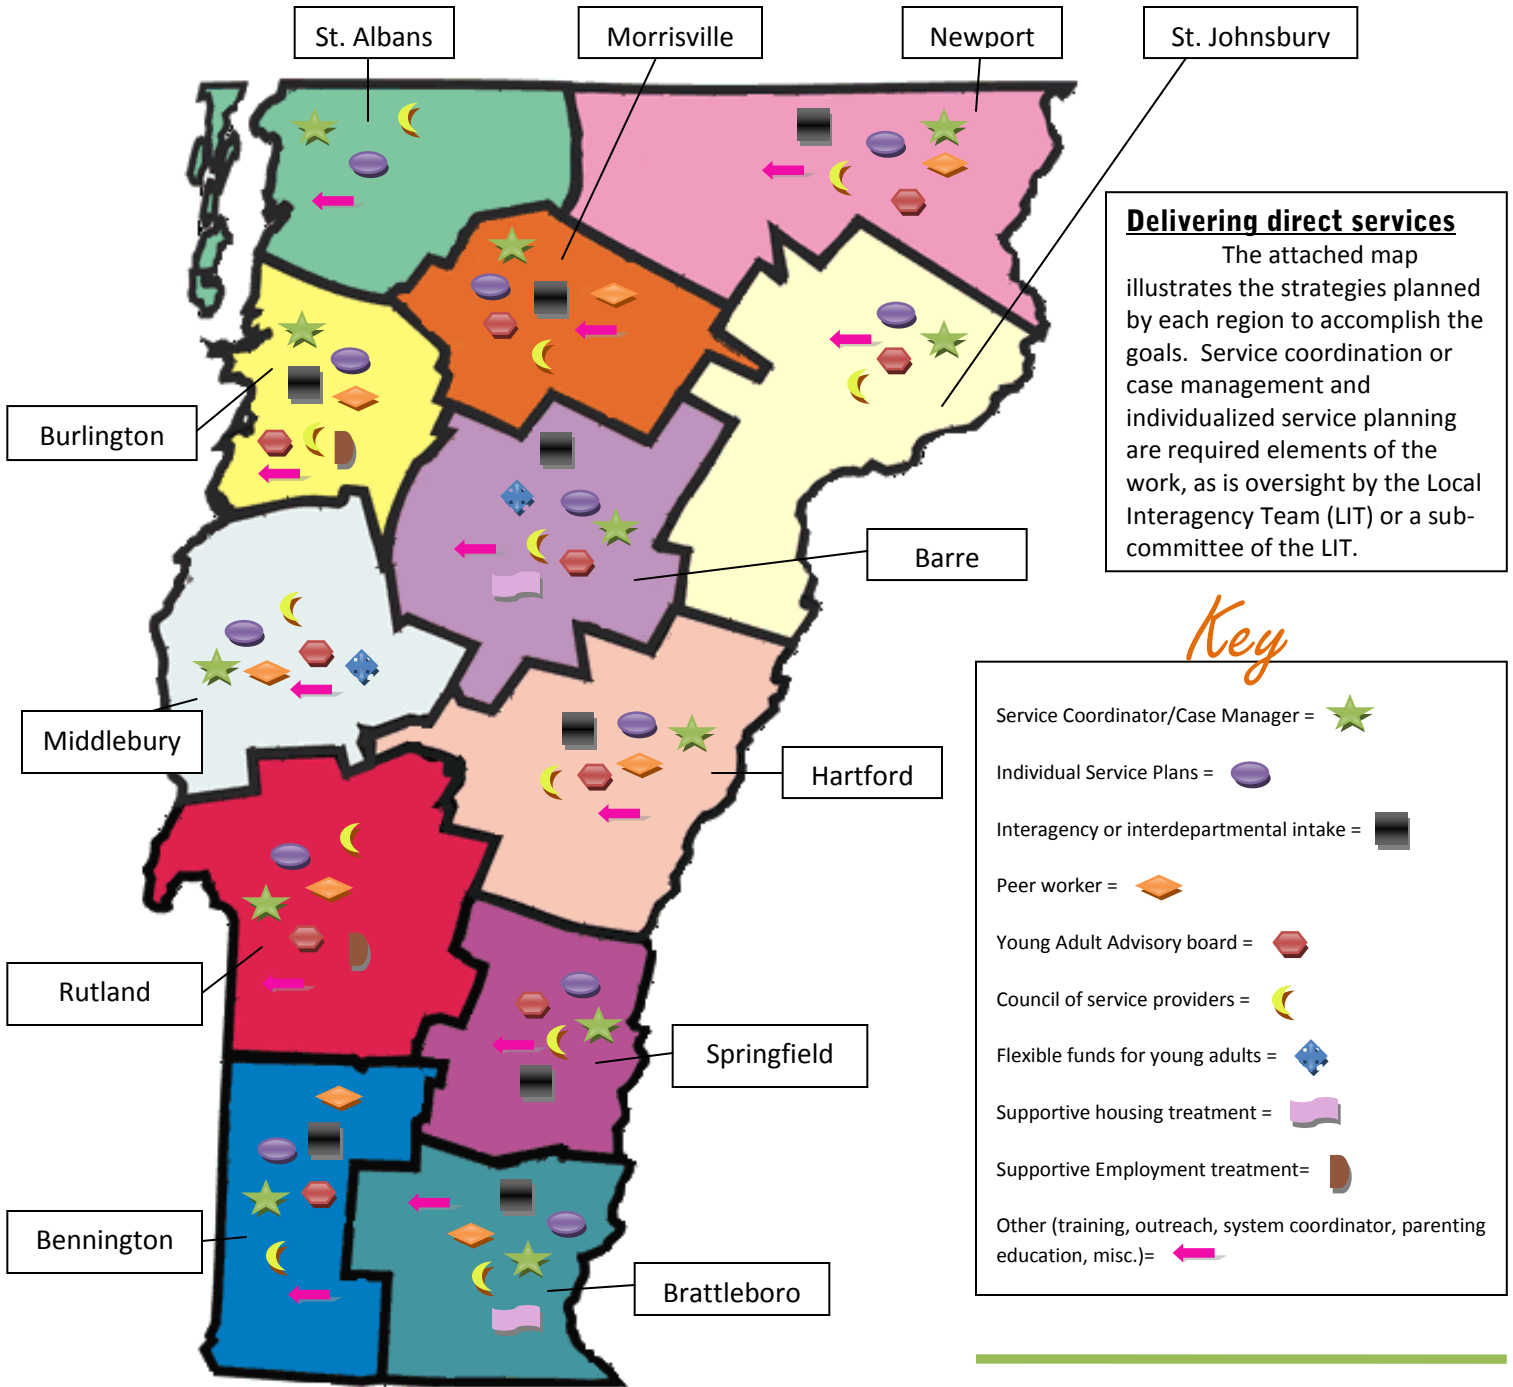 St. Albans
Morrisville
Newport
St. Johnsbury
Delivering direct services
The attached map
illustrates the strategies planned
by each region to accomplish the
goals. Service coordination or
case management and
individualized service planning
are required elements of the
work, as is oversight by the Local
Interagency Team (LIT) or a sub-
committee of the LIT.
Burlington
Barre
Middlebury
Hartford
Rutland
Springfield
Bennington
Brattleboro
Key
Service Coordinator/Case Manager =
Individual Service Plans =
Interagency or interdepartmental intake =
Peer worker =
Young Adult Advisory board =
Council of service providers =
Flexible funds for young adults =
Supportive housing treatment =
Supportive Employment treatment=
Other (training, outreach, system coordinator, parenting
education, misc.)=